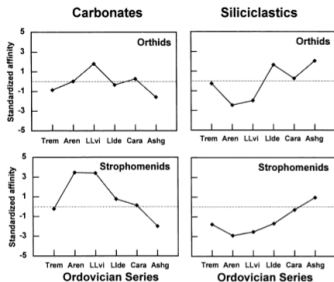 Carbonates
Siliciclastics
Standardized affinity
5
3
1
-1
-3
-5
Orthids
Trem Aren LLvi Llde Cara Ashg
Orthids
Trem Aren LLvi Llde Cara Ashg
Standardized affinity
5
3
1
-1
-3
-5
Strophomenids
Trem Aren LLvi Llde Cara Ashg
Ordovician Series
Strophomenids
Trem Aren LLvi Llde Cara Ashg
Ordovician Series